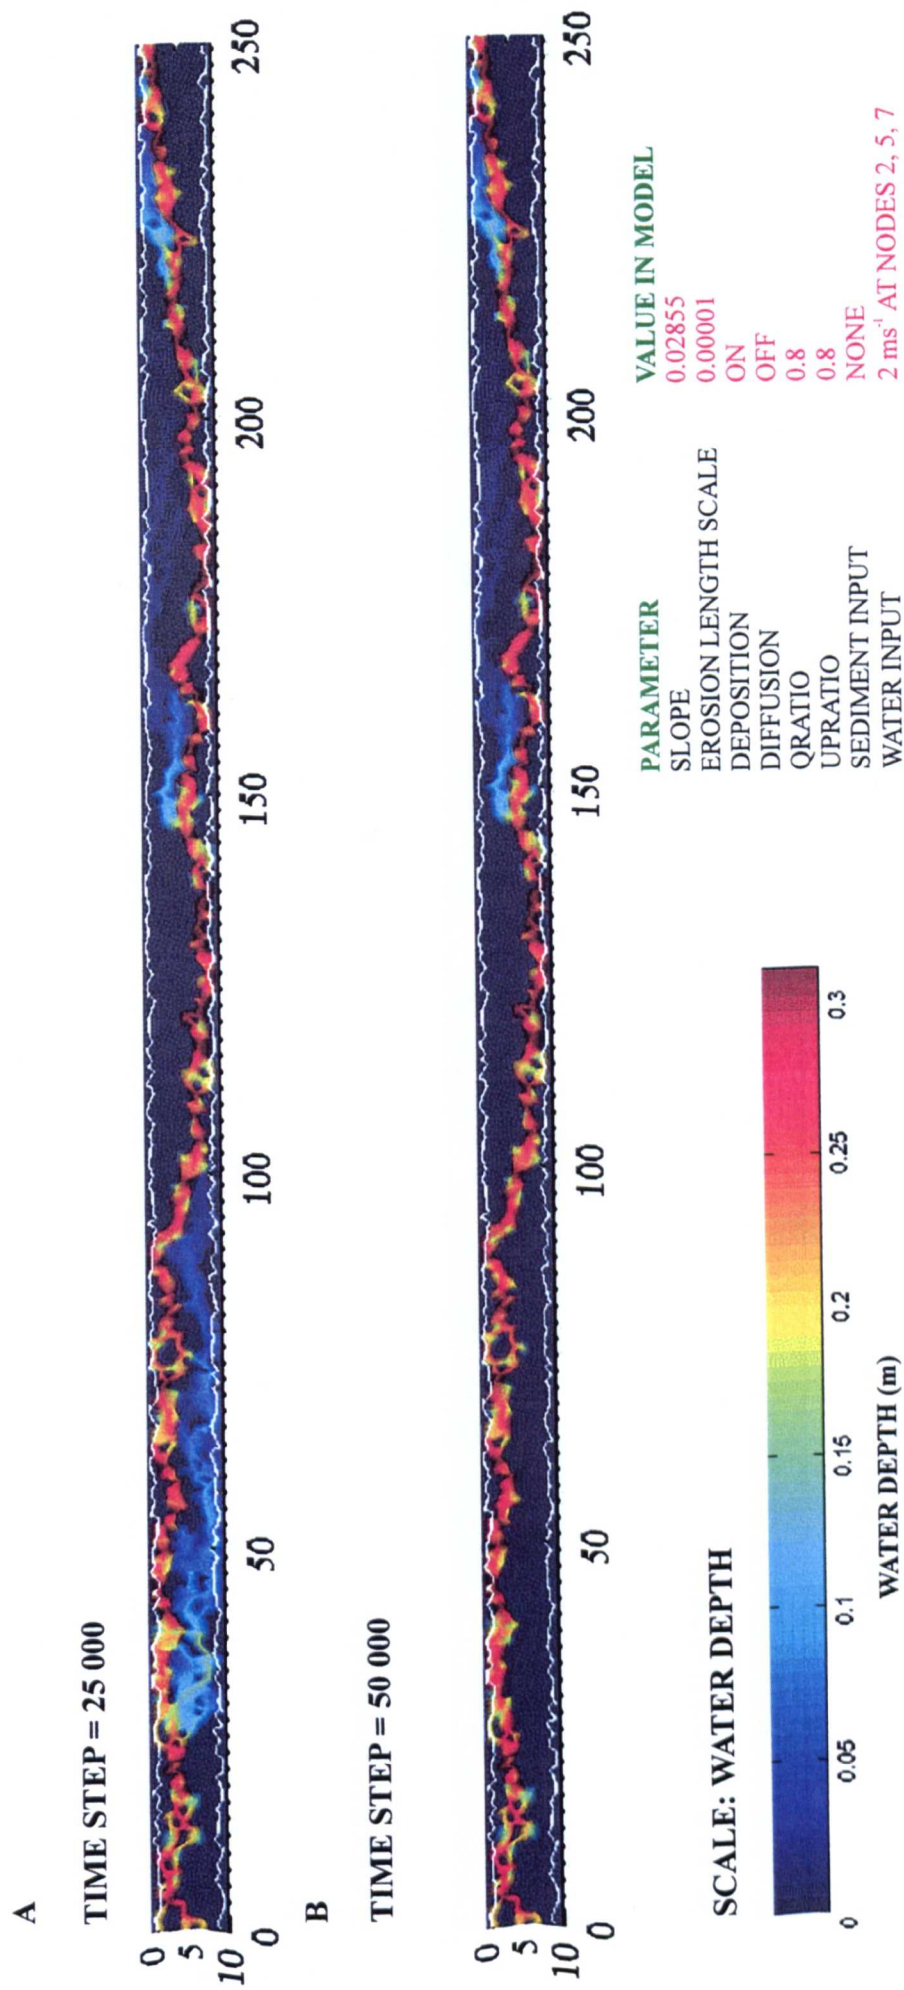 A
TIME STEP = 25 000
0
5
10
0 50 100 150 200 250
B
TIME STEP = 50 000
0
5
10
0 50 100 150 200 250
SCALE: WATER DEPTH
0 0.05 0.1 0.15 0.2 0.25 0.3
WATER DEPTH (m)
PARAMETER VALUE IN MODEL
SLOPE 0.02855
EROSION LENGTH SCALE 0.00001
DEPOSITION ON
DIFFUSION OFF
QRATIO 0.8
UPRATIO 0.8
SEDIMENT INPUT NONE
WATER INPUT 2 ms⁻¹ AT NODES 2, 5, 7